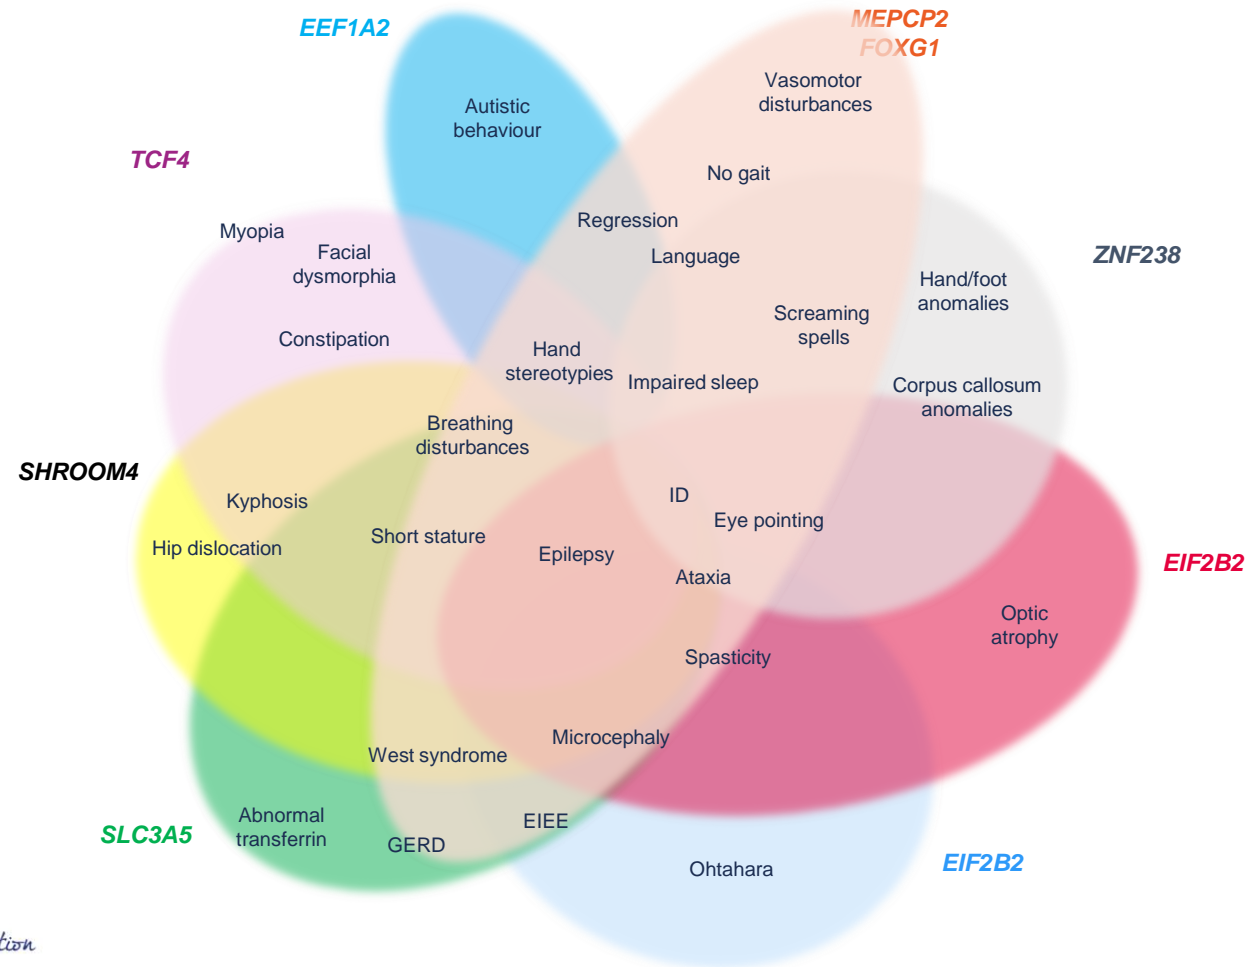 EEF1A2
MEPCP2
FOXG1
Vasomotor
disturbances
Autistic
behaviour
TCF4
No gait
Regression
Myopia
Facial
dysmorphia
Language
ZNF238
Hand/foot
anomalies
Screaming
spells
Constipation
Hand
stereotypies
Impaired sleep
Corpus callosum
anomalies
Breathing
disturbances
SHROOM4
Kyphosis
ID
Eye pointing
Hip dislocation
Short stature
Epilepsy
Ataxia
EIF2B2
Optic
atrophy
Spasticity
Microcephaly
West syndrome
Abnormal
transferrin
SLC3A5
EIEE
GERD
Ohtahara
EIF2B2